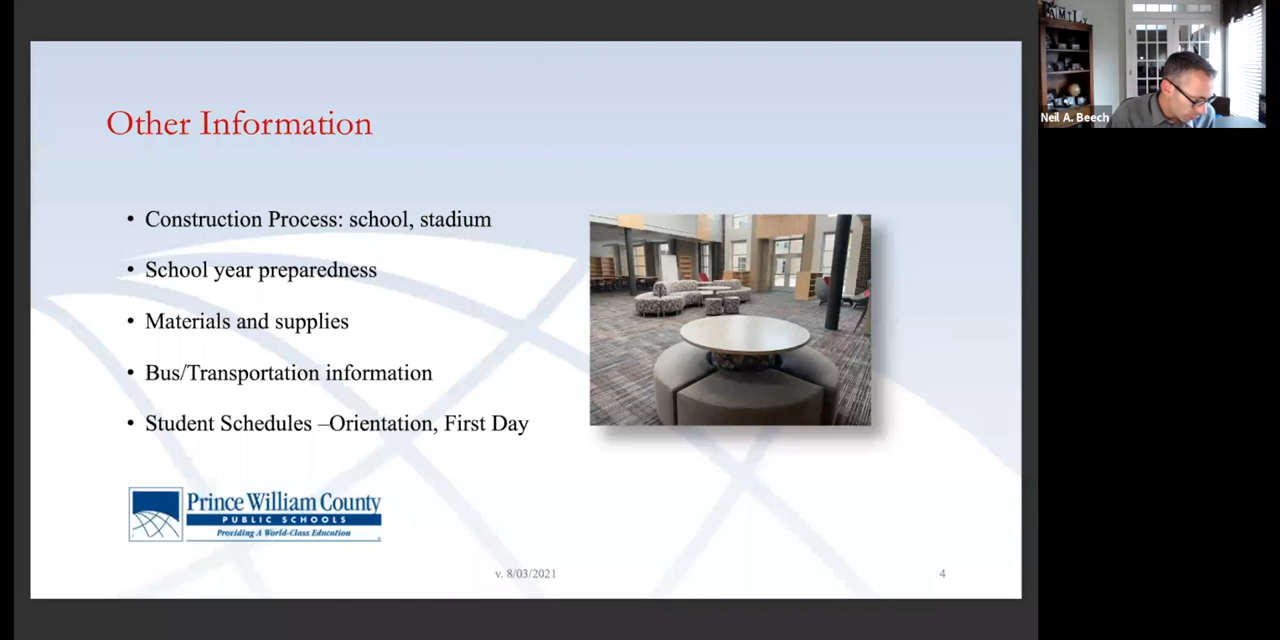 Other Information
• Construction Process: school, stadium
• School year preparedness
• Materials and supplies
• Bus/Transportation information
• Student Schedules –Orientation, First Day
Prince William County
PUBLIC SCHOOLS
Providing A World-Class Education
v. 8/03/2021
4
FAMILY
Neil A. Beech